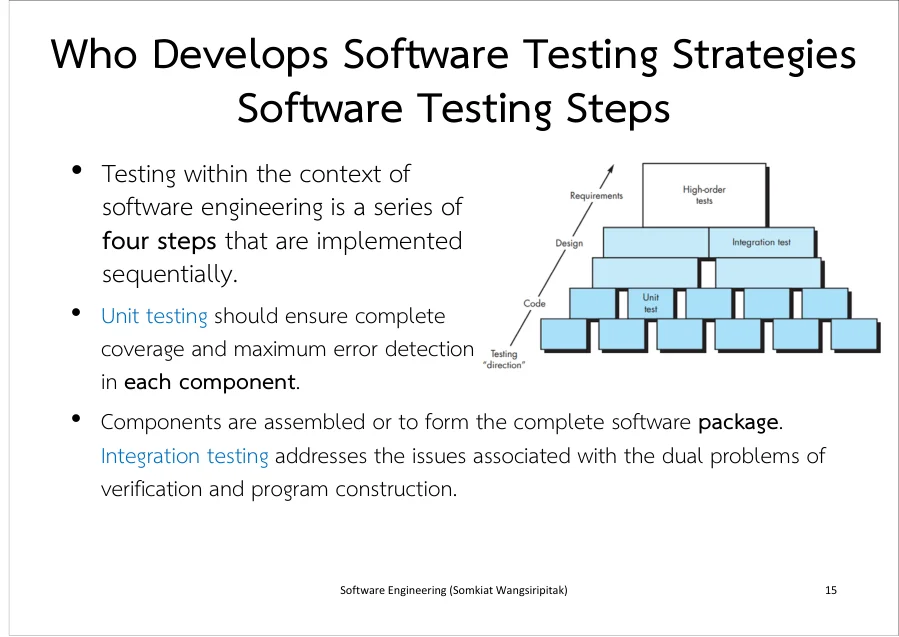 Who Develops Software Testing Strategies
Software Testing Steps
• Testing within the context of
software engineering is a series of
four steps that are implemented
sequentially.
• Unit testing should ensure complete
coverage and maximum error detection
in each component.
• Components are assembled or to form the complete software package.
Integration testing addresses the issues associated with the dual problems of
verification and program construction.
Requirements
Design
Code
Testing
"direction"
High-order
tests
Integration test
Unit
test
Software Engineering (Somkiat Wangsiripitak)
15